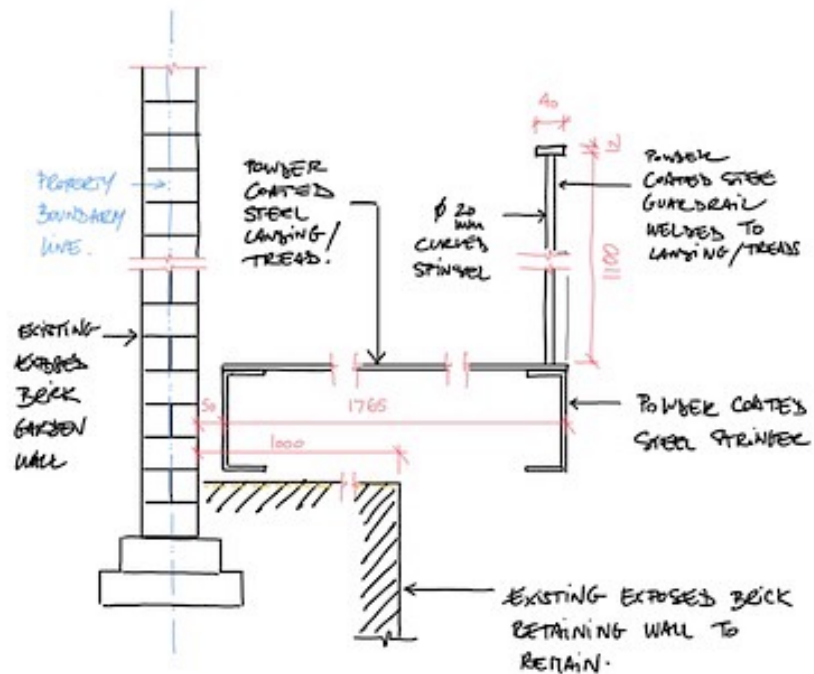 PROPERTY
BOUNDARY
LINE.
EXISTING
EXPOSED
BRICK
GARDEN
WALL
POWDER
COATED
STEEL
LANDING/
TREAD.
Ø 20
mm
CURVED
SPINDEL
40
12
1100
POWDER
COATED STEE
GUARDRAIL
WELDED TO
LANDING/TREADS
50
1765
1000
POWDER COATED
STEEL STRINGER
EXISTING EXPOSED BRICK
RETAINING WALL TO
REMAIN.